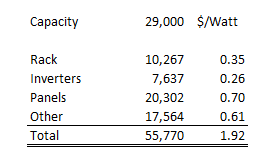 Capacity 29,000 $/Watt
Rack 10,267 0.35
Inverters 7,637 0.26
Panels 20,302 0.70
Other 17,564 0.61
Total 55,770 1.92